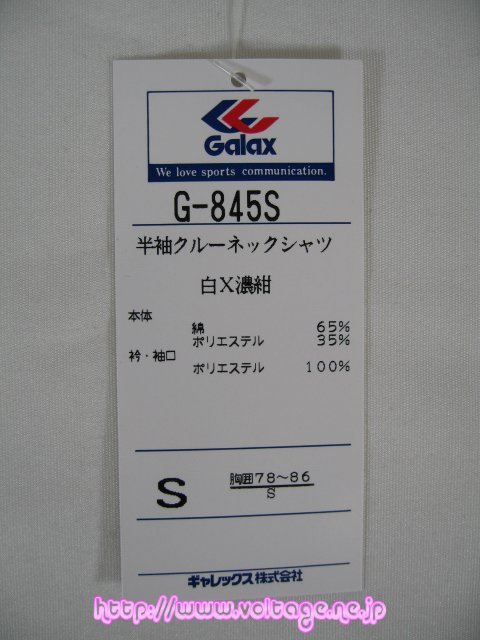 Galax
We love sports communication.
G-845S
半袖クルーネックシャツ
白X濃紺
本体
綿 65%
ポリエステル 35%
衿・袖口
ポリエステル 100%
S
胸囲78～86
S
ギャレックス株式会社
http://www.voltage.ne.jp